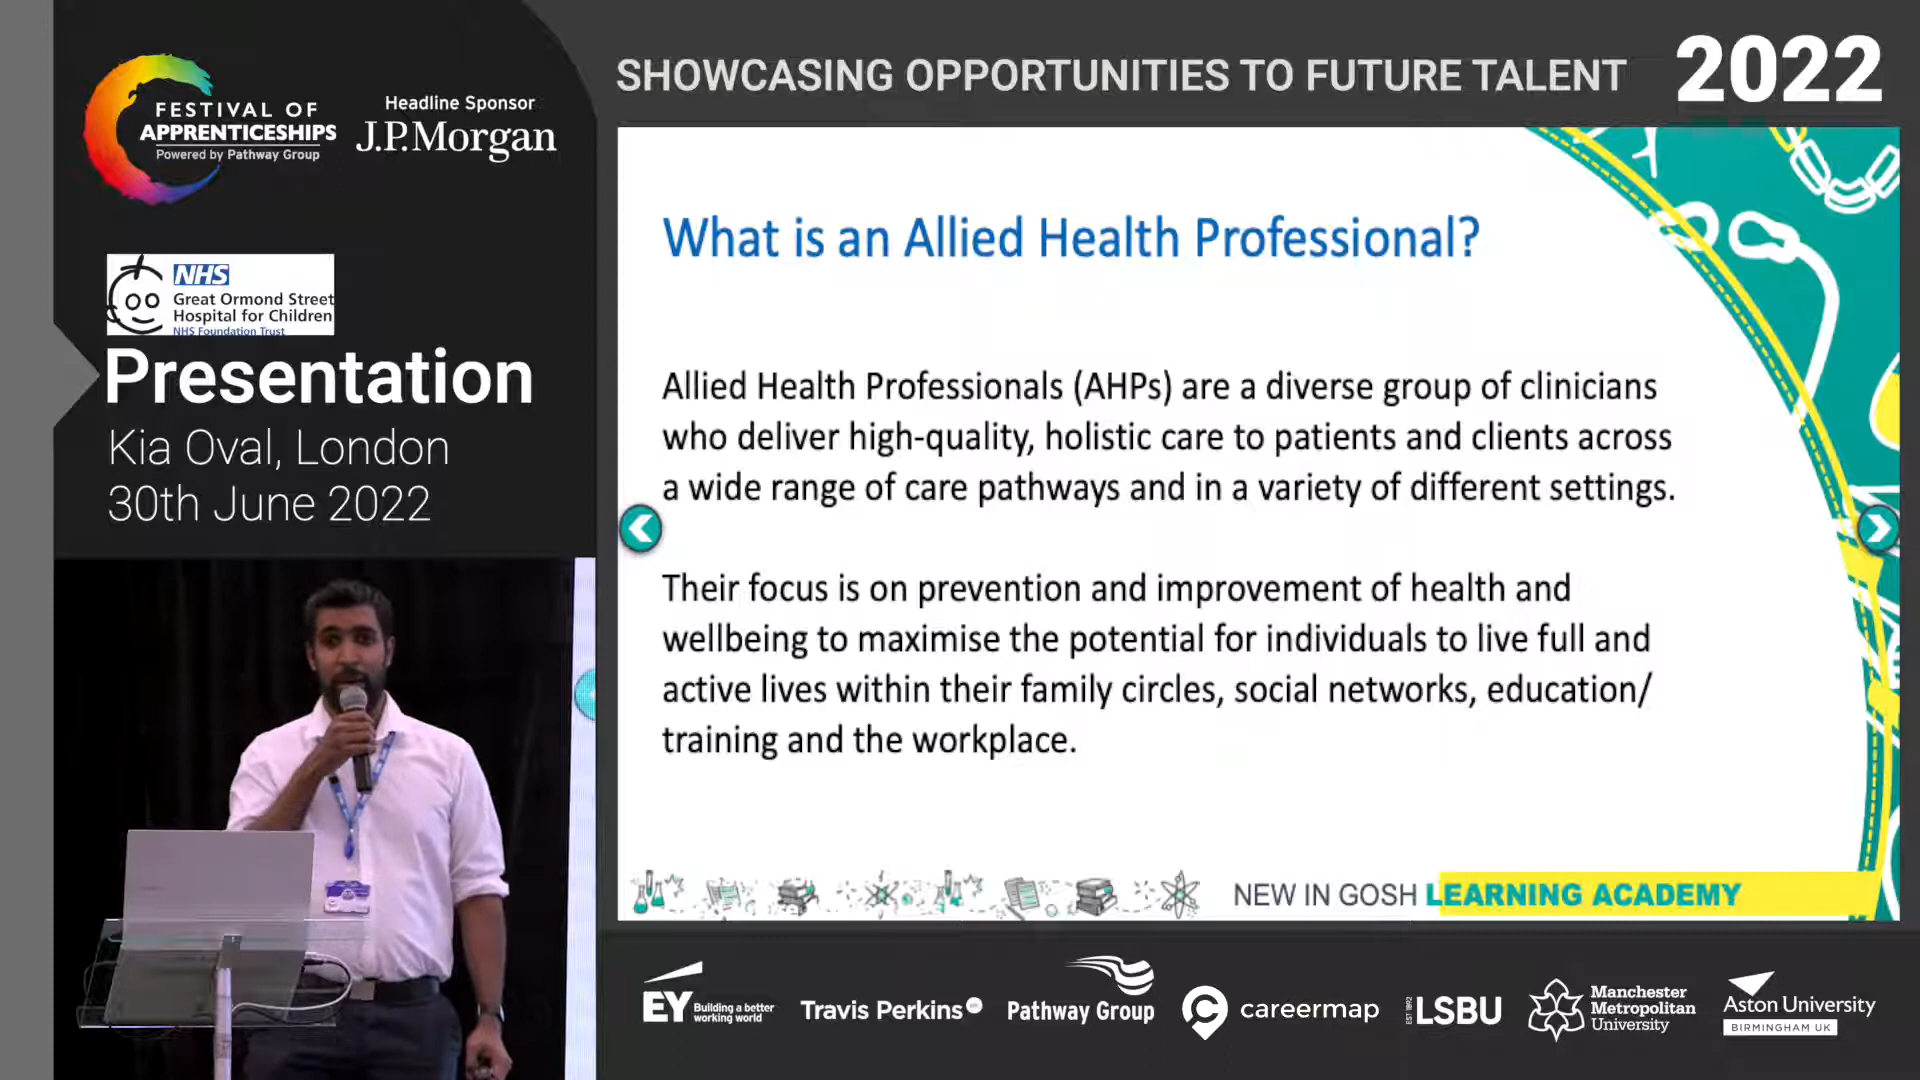 FESTIVAL OF
APPRENTICESHIPS
Powered by Pathway Group
Headline Sponsor
J.P.Morgan
SHOWCASING OPPORTUNITIES TO FUTURE TALENT 2022
NHS
Great Ormond Street
Hospital for Children
NHS Foundation Trust
Presentation
Kia Oval, London
30th June 2022
What is an Allied Health Professional?
Allied Health Professionals (AHPs) are a diverse group of clinicians
who deliver high-quality, holistic care to patients and clients across
a wide range of care pathways and in a variety of different settings.
Their focus is on prevention and improvement of health and
wellbeing to maximise the potential for individuals to live full and
active lives within their family circles, social networks, education/
training and the workplace.
NEW IN GOSH LEARNING ACADEMY
EY Building a better
working world
Travis Perkins
Pathway Group
careermap
EST 1892 LSBU
Manchester
Metropolitan
University
Aston University
BIRMINGHAM UK